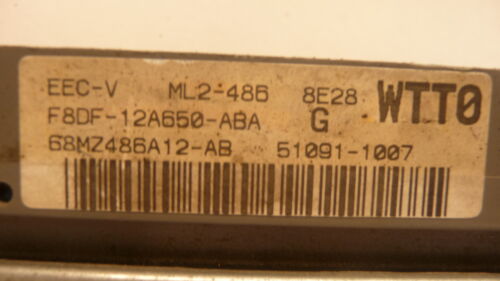 EEC-V ML2-486 8E28 WTT0
F8DF-12A650-ABA G
68MZ486A12-AB 51091-1007